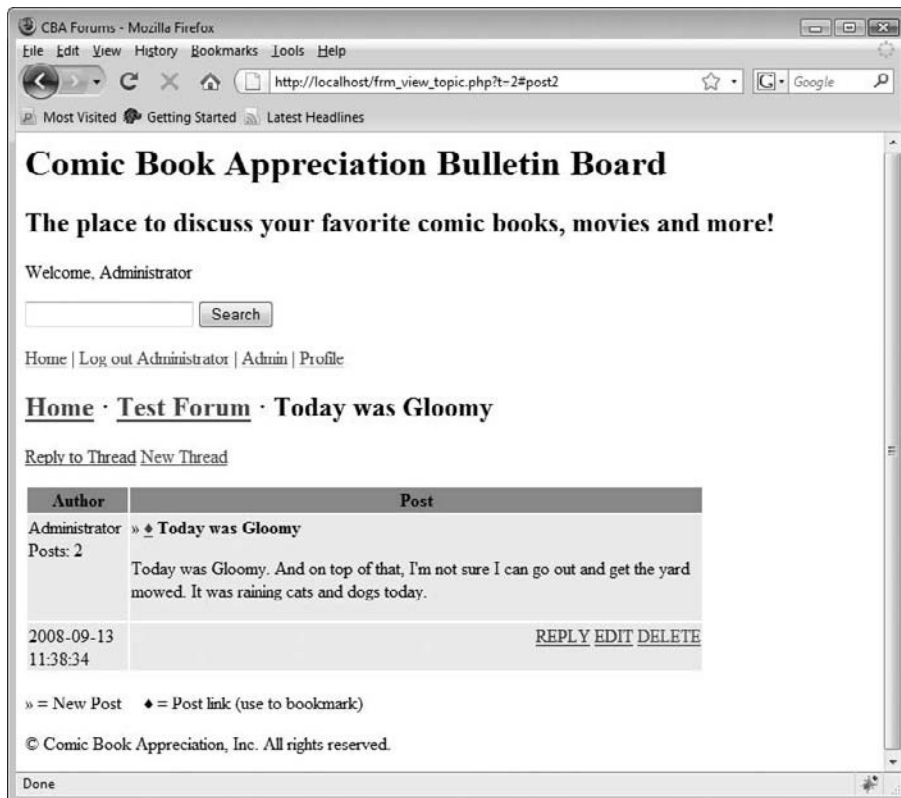 CBA Forums - Mozilla Firefox
File Edit View History Bookmarks Tools Help
http://localhost/frm_view_topic.php?t=2#post2
G Google
Most Visited Getting Started Latest Headlines
Comic Book Appreciation Bulletin Board
The place to discuss your favorite comic books, movies and more!
Welcome, Administrator
Search
Home | Log out Administrator | Admin | Profile
Home · Test Forum · Today was Gloomy
Reply to Thread New Thread
Author Post
Administrator » ♦ Today was Gloomy
Posts: 2
Today was Gloomy. And on top of that, I'm not sure I can go out and get the yard
mowed. It was raining cats and dogs today.
2008-09-13 REPLY EDIT DELETE
11:38:34
» = New Post ♦ = Post link (use to bookmark)
© Comic Book Appreciation, Inc. All rights reserved.
Done